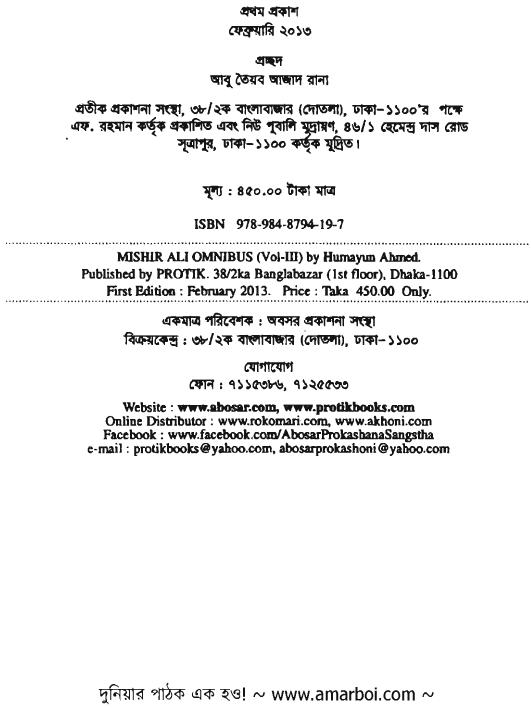 প্রথম প্রকাশ
ফেব্রুয়ারি ২০১৩
প্রচ্ছদ
আবু তৈয়ব আজাদ রানা
প্রতীক প্রকাশনা সংস্থা, ৩৮/২ক বাংলাবাজার (দোতলা), ঢাকা-১১০০'র পক্ষে
এফ. রহমান কর্তৃক প্রকাশিত এবং নিউ পূবালি মুদ্রায়ণ, ৪৬/১ হেমেন্দ্র দাস রোড
সূত্রাপুর, ঢাকা-১১০০ কর্তৃক মুদ্রিত।
মূল্য : ৪৫০.০০ টাকা মাত্র
ISBN 978-984-8794-19-7
MISHIR ALI OMNIBUS (Vol-III) by Humayun Ahmed.
Published by PROTIK. 38/2ka Banglabazar (1st floor), Dhaka-1100
First Edition : February 2013. Price : Taka 450.00 Only.
একমাত্র পরিবেশক : অবসর প্রকাশনা সংস্থা
বিক্রয়কেন্দ্র : ৩৮/২ক বাংলাবাজার (দোতলা), ঢাকা-১১০০
যোগাযোগ
ফোন : ৭১১৫৩৮৬, ৭১২৫৫৩৩
Website : www.abosar.com, www.protikbooks.com
Online Distributor : www.rokomari.com, www.akhoni.com
Facebook : www.facebook.com/AbosarProkashanaSangstha
e-mail : protikbooks@yahoo.com, abosarprokashoni@yahoo.com
দুনিয়ার পাঠক এক হও! ~ www.amarboi.com ~